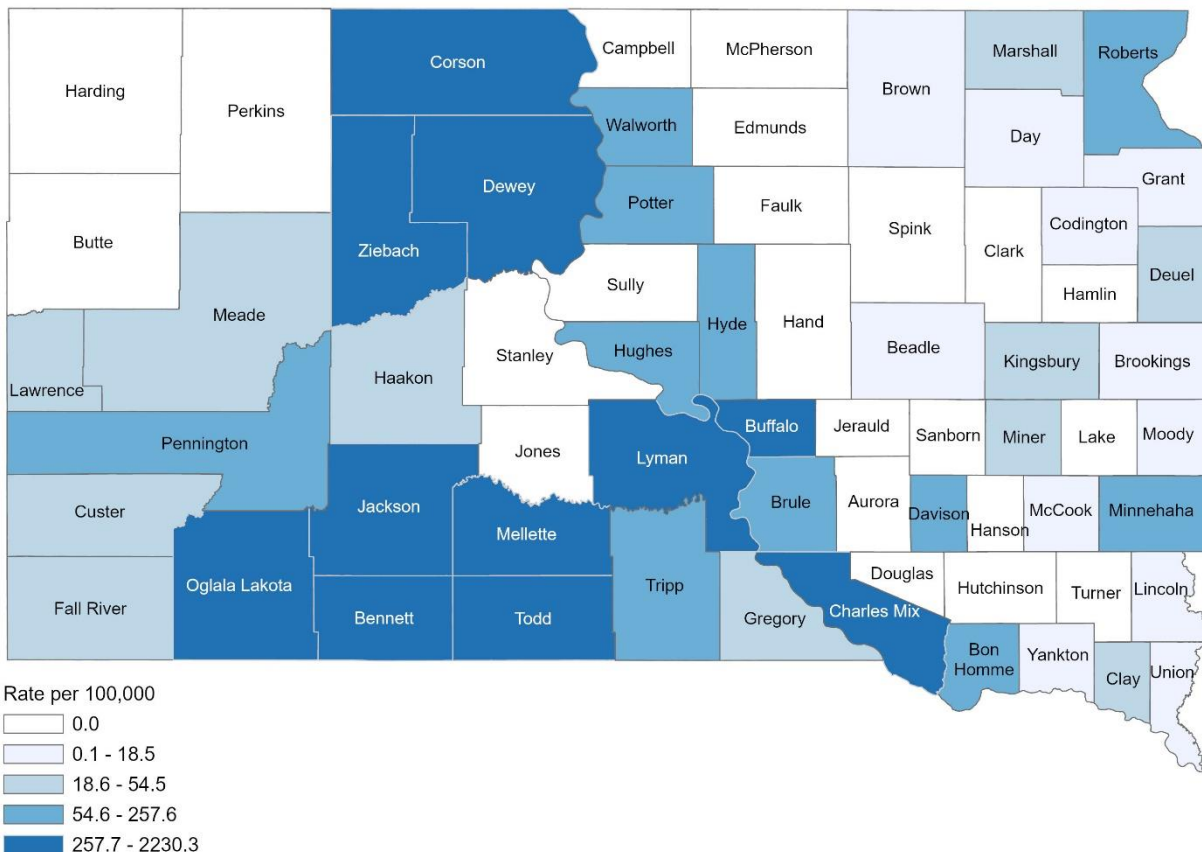 Harding
Perkins
Corson
Campbell
McPherson
Brown
Marshall
Roberts
Walworth
Edmunds
Day
Grant
Butte
Ziebach
Dewey
Potter
Faulk
Spink
Clark
Codington
Hamlin
Deuel
Meade
Sully
Hyde
Hand
Lawrence
Haakon
Stanley
Hughes
Beadle
Kingsbury
Brookings
Pennington
Jones
Lyman
Buffalo
Jerauld
Sanborn
Miner
Lake
Moody
Custer
Jackson
Mellette
Brule
Aurora
Davison
Hanson
McCook
Minnehaha
Fall River
Oglala Lakota
Bennett
Todd
Tripp
Gregory
Charles Mix
Douglas
Hutchinson
Turner
Lincoln
Bon
Homme
Yankton
Clay
Union
Rate per 100,000
0.0
0.1 - 18.5
18.6 - 54.5
54.6 - 257.6
257.7 - 2230.3